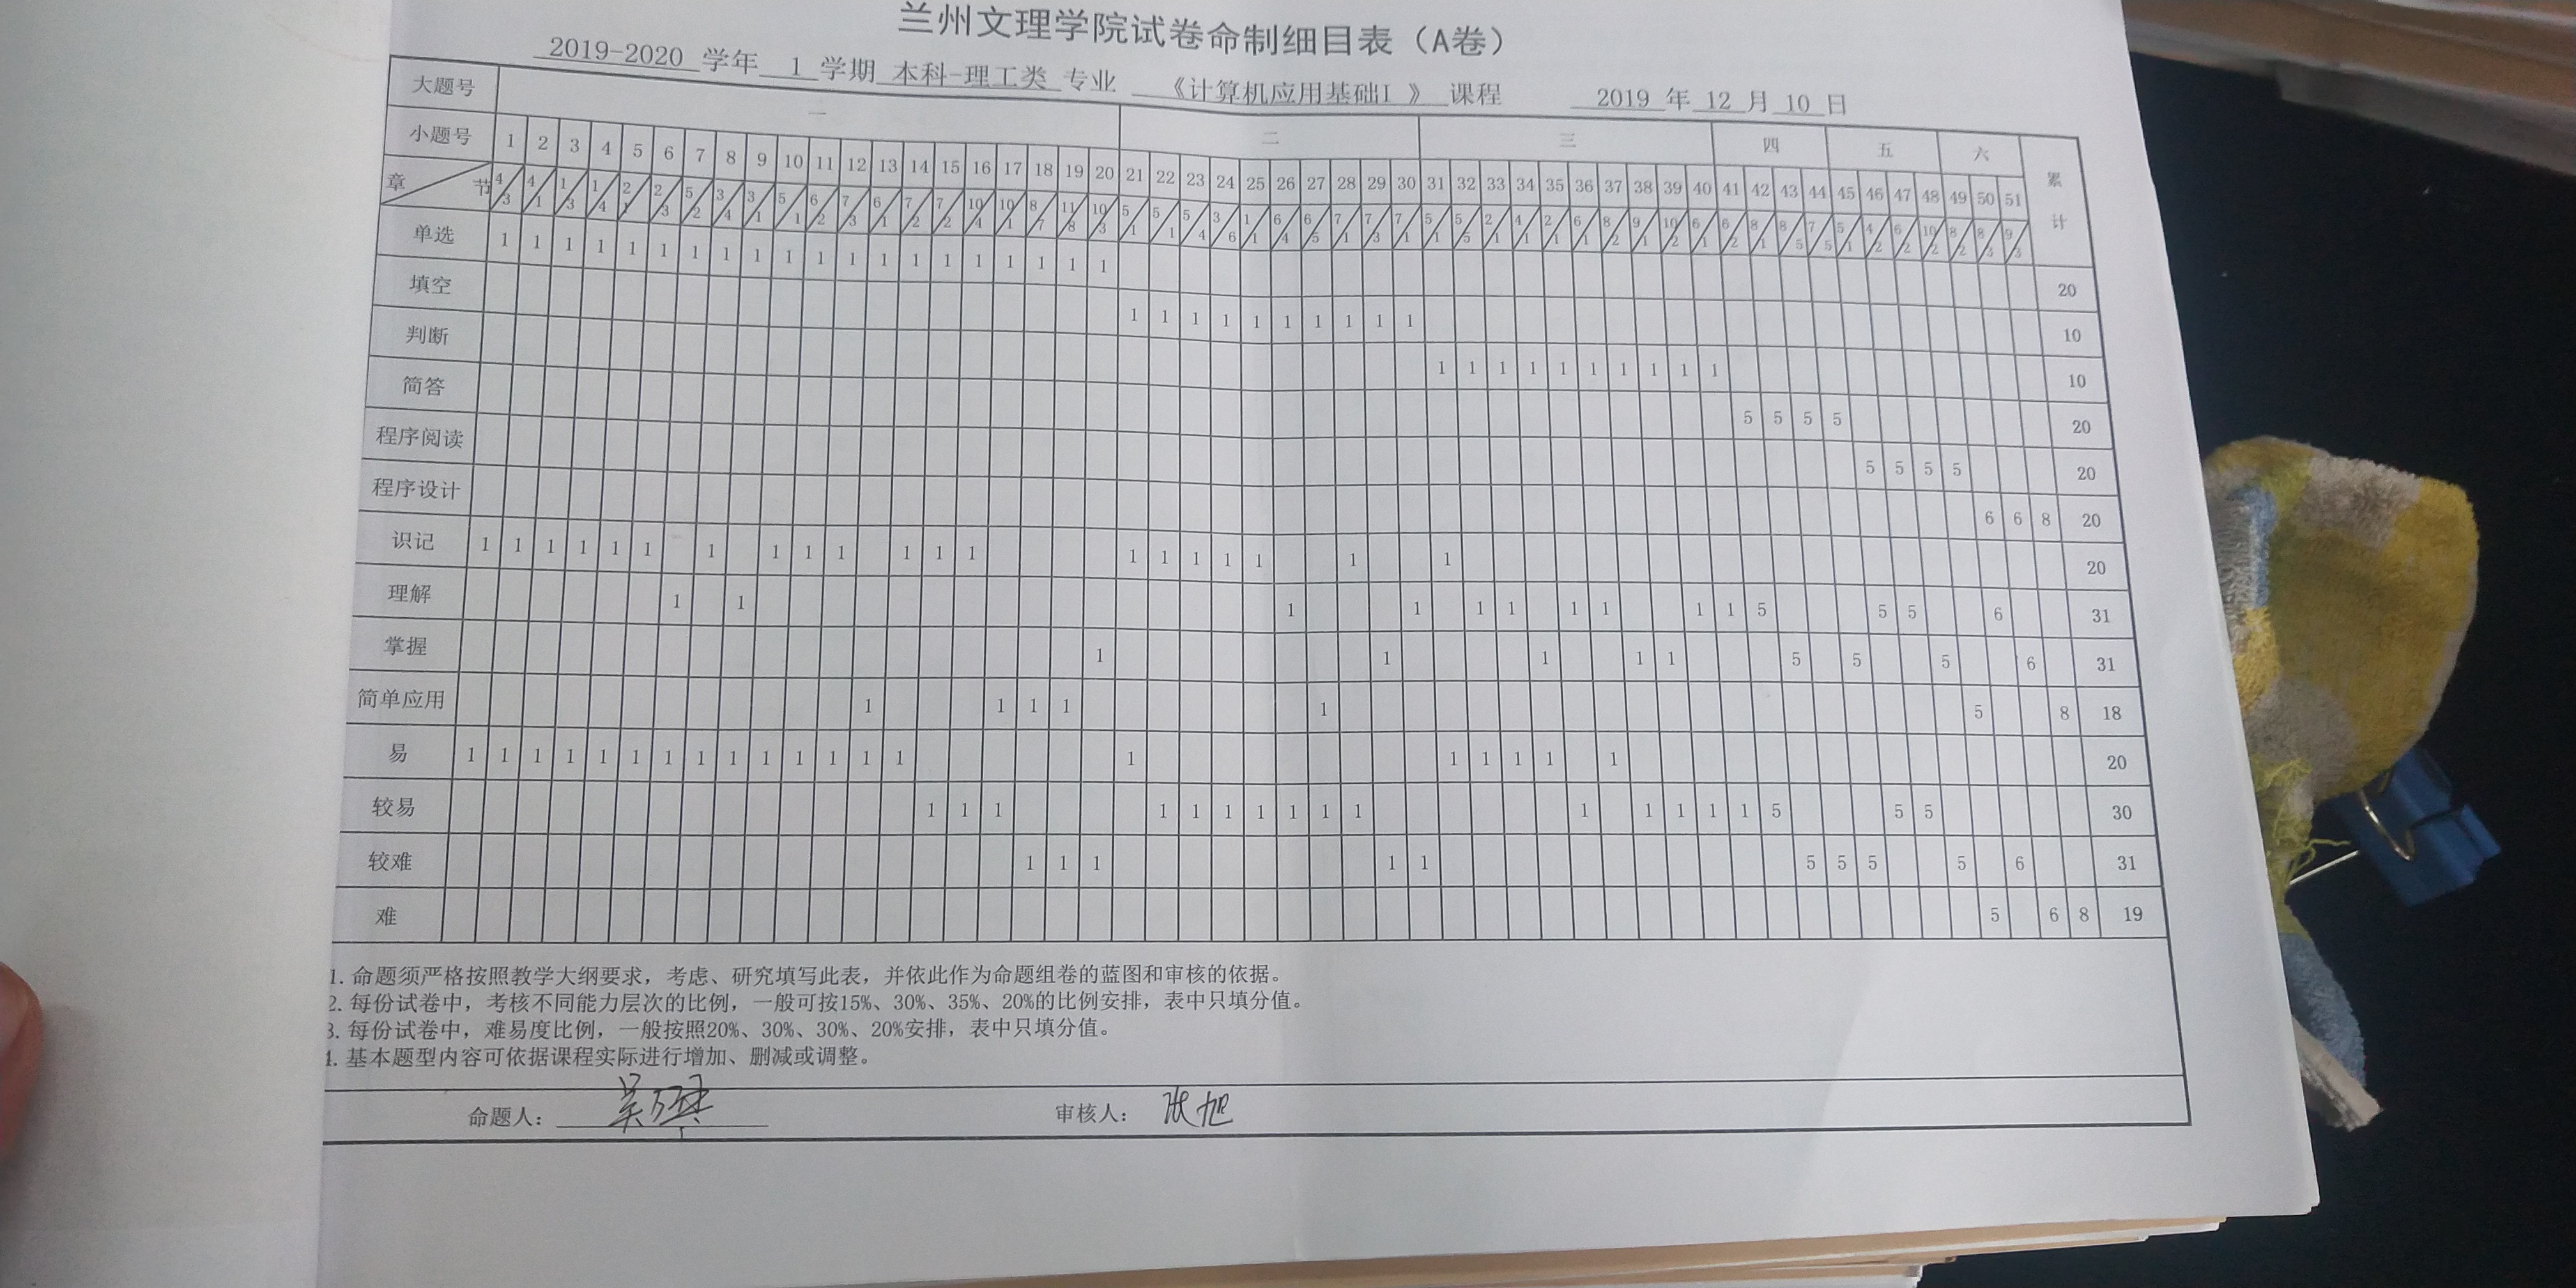 兰州文理学院试卷命制细目表（A卷）
2019-2020 学年 1 学期 本科-理工类 专业 《计算机应用基础I 》 课程 2019 年 12 月 10 日
大题号 一 二 三 四 五 六 累计
小题号 1 2 3 4 5 6 7 8 9 10 11 12 13 14 15 16 17 18 19 20 21 22 23 24 25 26 27 28 29 30 31 32 33 34 35 36 37 38 39 40 41 42 43 44 45 46 47 48 49 50 51
章 节 4/3 4/1 1/3 1/4 2/1 2/3 5/2 3/4 3/1 5/1 6/2 7/3 6/1 7/2 7/2 10/4 10/1 8/7 11/8 10/3 5/1 5/1 5/4 3/6 1/1 6/4 6/5 7/1 7/3 7/1 5/1 5/5 2/1 4/1 2/1 6/1 8/2 9/1 10/2 6/1 6/2 8/1 8/5 7/5 5/1 4/2 6/2 10/2 8/2 8/3 9/3
单选 1 1 1 1 1 1 1 1 1 1 1 1 1 1 1 1 1 1 1 1 20
填空 1 1 1 1 1 1 1 1 1 1 10
判断 1 1 1 1 1 1 1 1 1 1 10
简答 5 5 5 5 20
程序阅读 5 5 5 5 20
程序设计 6 6 8 20
识记 1 1 1 1 1 1 1 1 1 1 1 1 1 1 1 1 1 1 1 1 20
理解 1 1 1 1 1 1 1 1 1 1 5 5 5 6 31
掌握 1 1 1 1 1 5 5 5 6 31
简单应用 1 1 1 1 1 5 8 18
易 1 1 1 1 1 1 1 1 1 1 1 1 1 1 1 1 1 1 1 1 20
较易 1 1 1 1 1 1 1 1 1 1 1 1 1 1 1 5 5 5 30
较难 1 1 1 1 1 5 5 5 5 6 31
难 5 6 8 19
1. 命题须严格按照教学大纲要求，考虑、研究填写此表，并依此作为命题组卷的蓝图和审核的依据。
2. 每份试卷中，考核不同能力层次的比例，一般可按15%、30%、35%、20%的比例安排，表中只填分值。
3. 每份试卷中，难易度比例，一般按照20%、30%、30%、20%安排，表中只填分值。
4. 基本题型内容可依据课程实际进行增加、删减或调整。
命题人： 审核人： 张旭